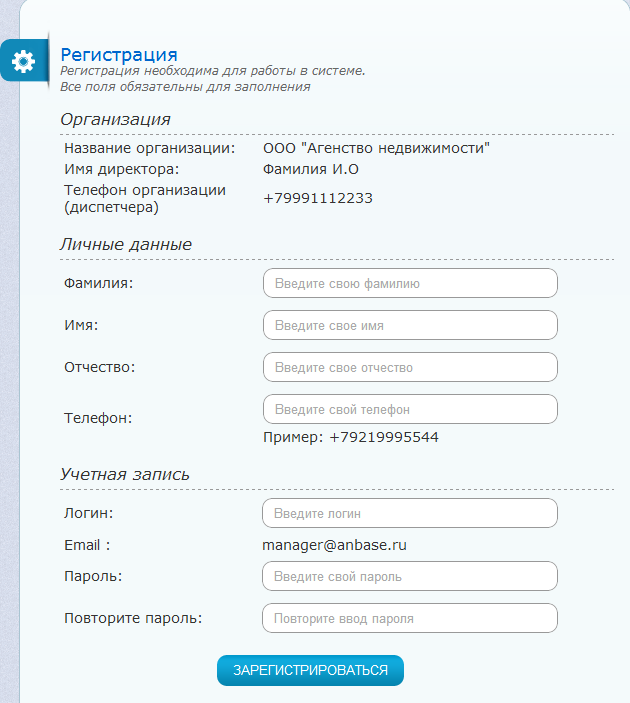 Регистрация
Регистрация необходима для работы в системе.
Все поля обязательны для заполнения
Организация
Название организации: ООО "Агенство недвижимости"
Имя директора: Фамилия И.О
Телефон организации
(диспетчера) +79991112233
Личные данные
Фамилия: Введите свою фамилию
Имя: Введите свое имя
Отчество: Введите свое отчество
Телефон: Введите свой телефон
Пример: +79219995544
Учетная запись
Логин: Введите логин
Email : manager@anbase.ru
Пароль: Введите свой пароль
Повторите пароль: Повторите ввод пароля
ЗАРЕГИСТРИРОВАТЬСЯ